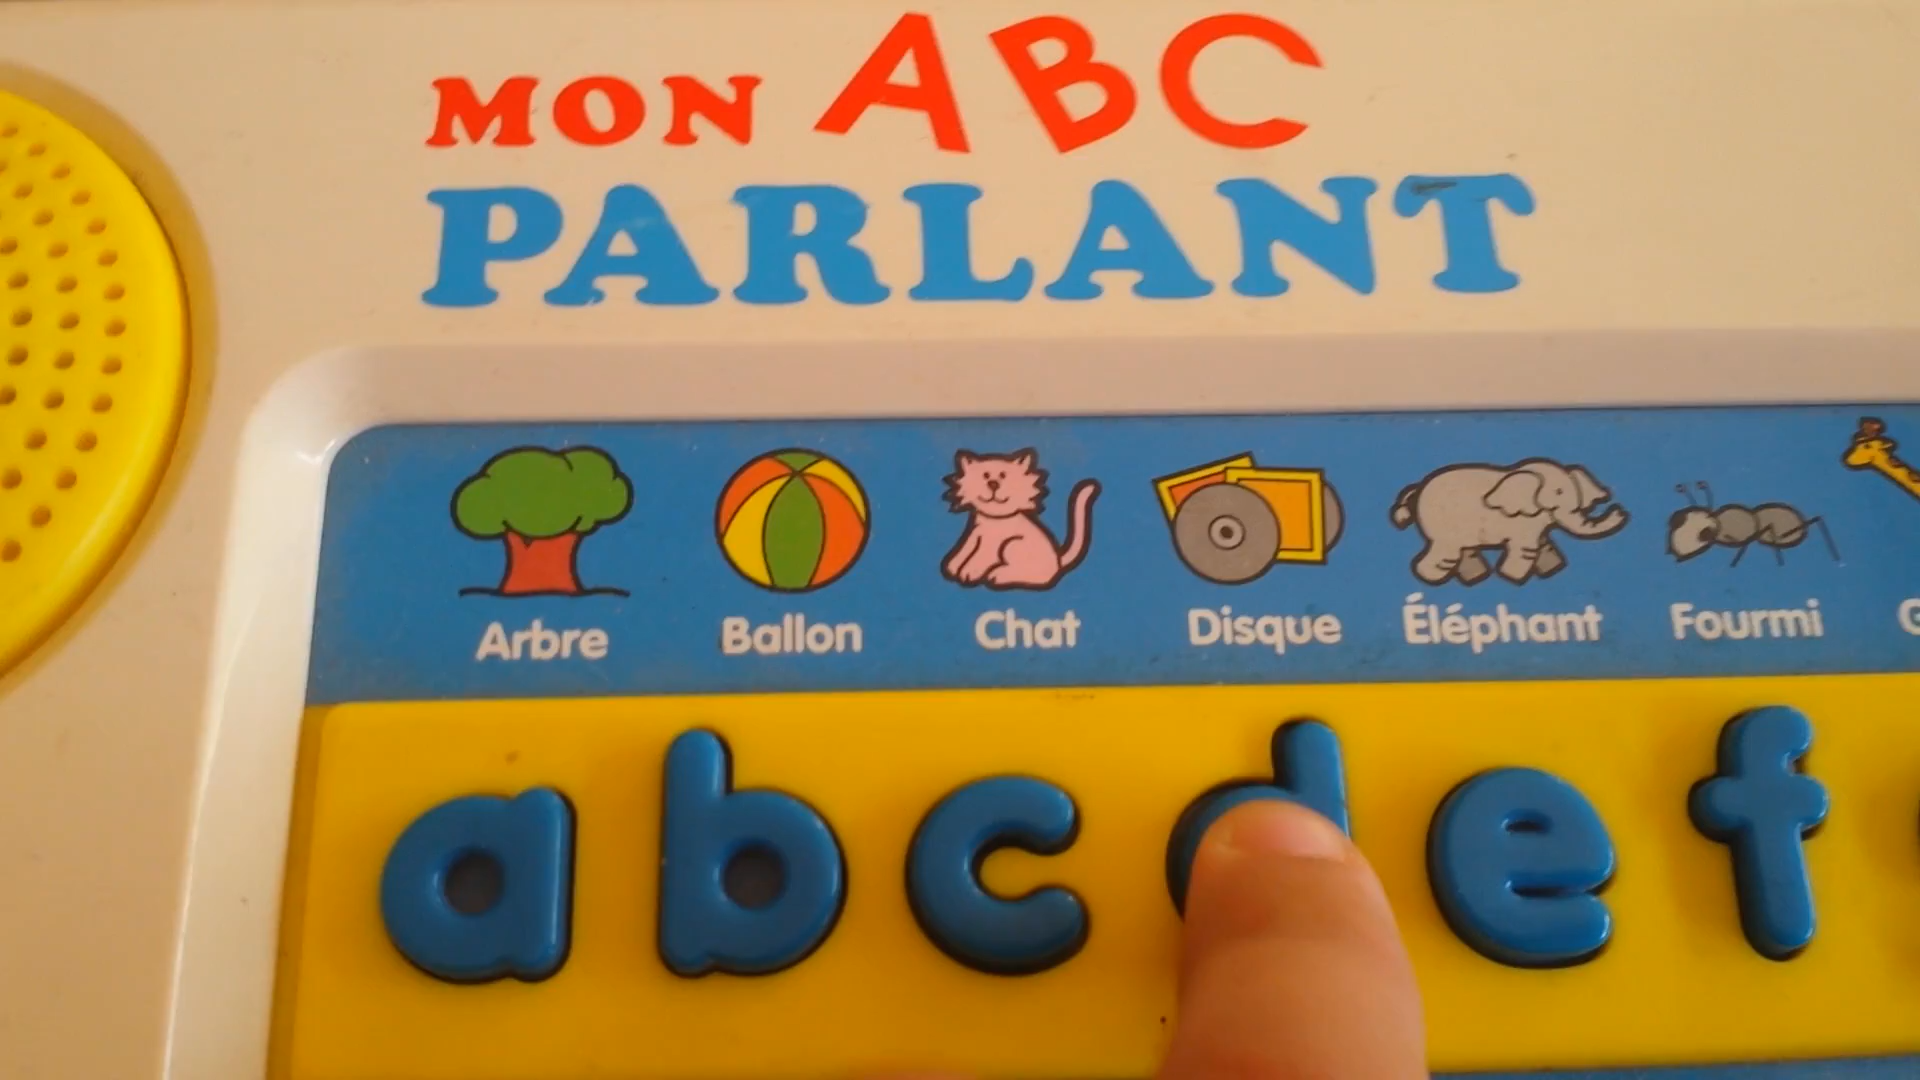 MON ABC
PARLANT
Arbre Ballon Chat Disque Éléphant Fourmi
a b c d e f